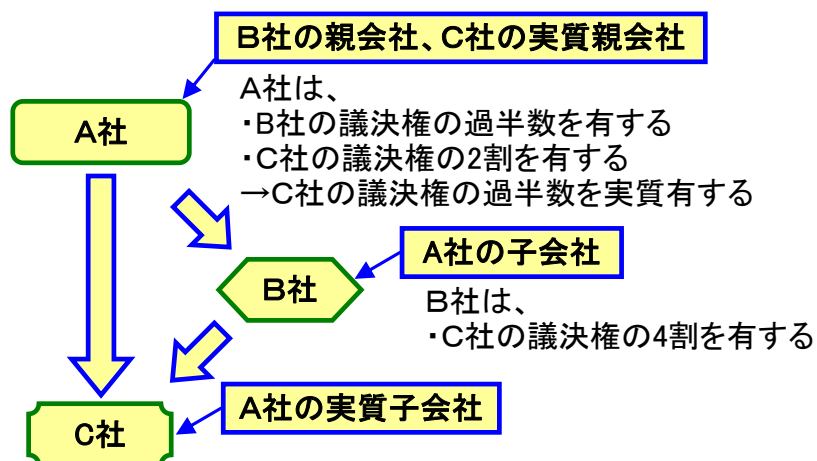 B社の親会社、C社の実質親会社
A社は、
・B社の議決権の過半数を有する
・C社の議決権の2割を有する
→C社の議決権の過半数を実質有する
A社
A社の子会社
B社
B社は、
・C社の議決権の4割を有する
A社の実質子会社
C社